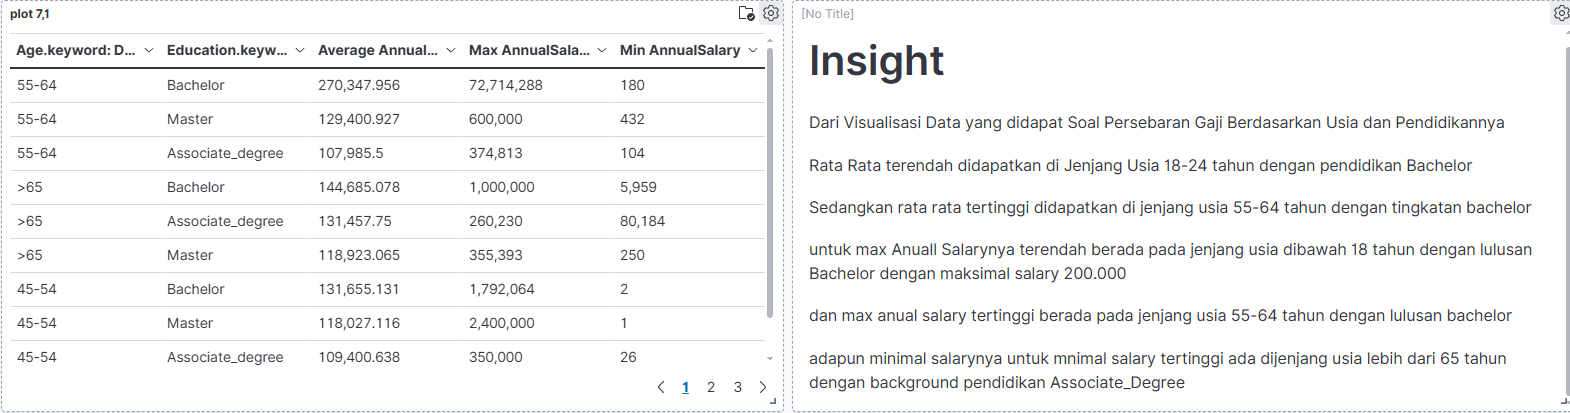 plot 7,1
Age.keyword: D... Education.keyw... Average Annual... Max AnnualSala... Min AnnualSalary
55-64 Bachelor 270,347.956 72,714,288 180
55-64 Master 129,400.927 600,000 432
55-64 Associate_degree 107,985.5 374,813 104
>65 Bachelor 144,685.078 1,000,000 5,959
>65 Associate_degree 131,457.75 260,230 80,184
>65 Master 118,923.065 355,393 250
45-54 Bachelor 131,655.131 1,792,064 2
45-54 Master 118,027.116 2,400,000 1
45-54 Associate_degree 109,400.638 350,000 26
1 2 3
[No Title]
Insight
Dari Visualisasi Data yang didapat Soal Persebaran Gaji Berdasarkan Usia dan Pendidikannya
Rata Rata terendah didapatkan di Jenjang Usia 18-24 tahun dengan pendidikan Bachelor
Sedangkan rata rata tertinggi didapatkan di jenjang usia 55-64 tahun dengan tingkatan bachelor
untuk max Anuall Salarynya terendah berada pada jenjang usia dibawah 18 tahun dengan lulusan
Bachelor dengan maksimal salary 200.000
dan max anual salary tertinggi berada pada jenjang usia 55-64 tahun dengan lulusan bachelor
adapun minimal salarynya untuk mnimal salary tertinggi ada dijenjang usia lebih dari 65 tahun
dengan background pendidikan Associate_Degree